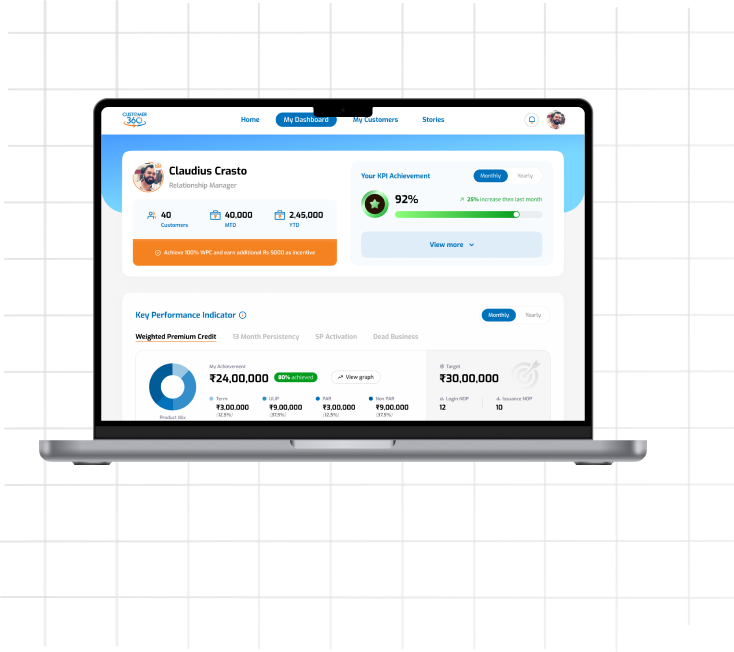 CUSTOMER
360
Home
My Dashboard
My Customers
Stories
Claudius Crasto
Relationship Manager
40
Customers
40,000
MTD
2,45,000
YTD
Achieve 100% WPC and earn additional Rs 5000 as incentive
Your KPI Achievement
Monthly
Yearly
92%
25% increase then last month
View more
Key Performance Indicator
Monthly
Yearly
Weighted Premium Credit
13 Month Persistency
SP Activation
Dead Business
Product Mix
My Achievement
₹24,00,000
80% achieved
View graph
Term
₹3,00,000
(12.5%)
ULIP
₹9,00,000
(37.5%)
PAR
₹3,00,000
(12.5%)
Non PAR
₹9,00,000
(37.5%)
Target
₹30,00,000
Login NOP
12
Issuance NOP
10